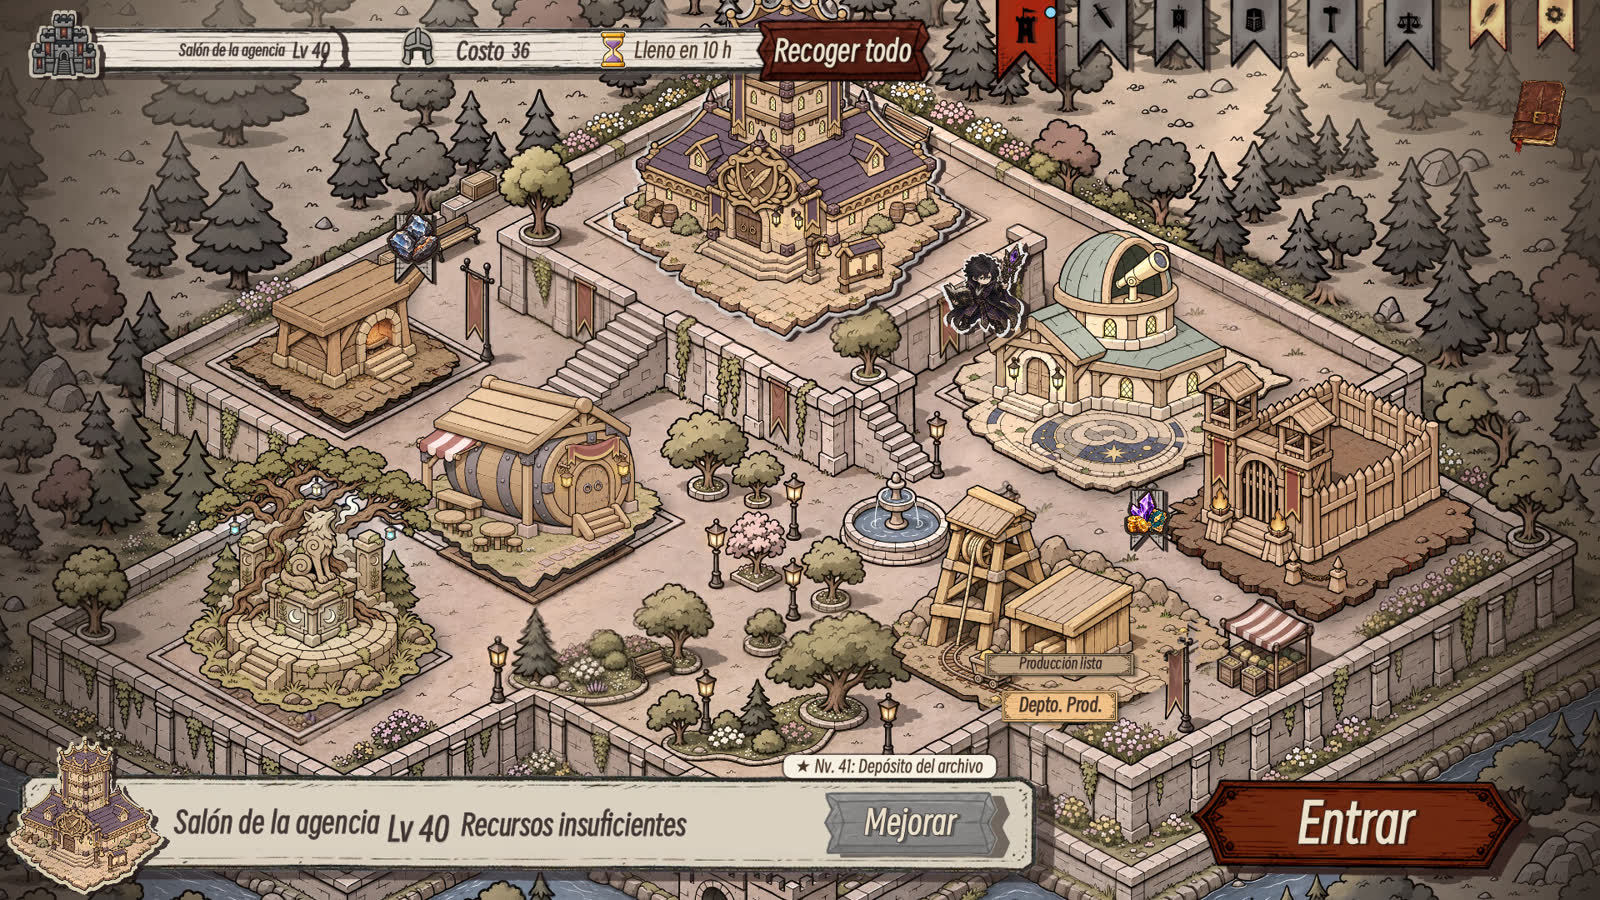 Salón de la agencia Lv 40
Costo 36
Lleno en 10 h
Recoger todo
Producción lista
Depto. Prod.
★ Nv. 41: Depósito del archivo
Salón de la agencia Lv 40 Recursos insuficientes
Mejorar
Entrar